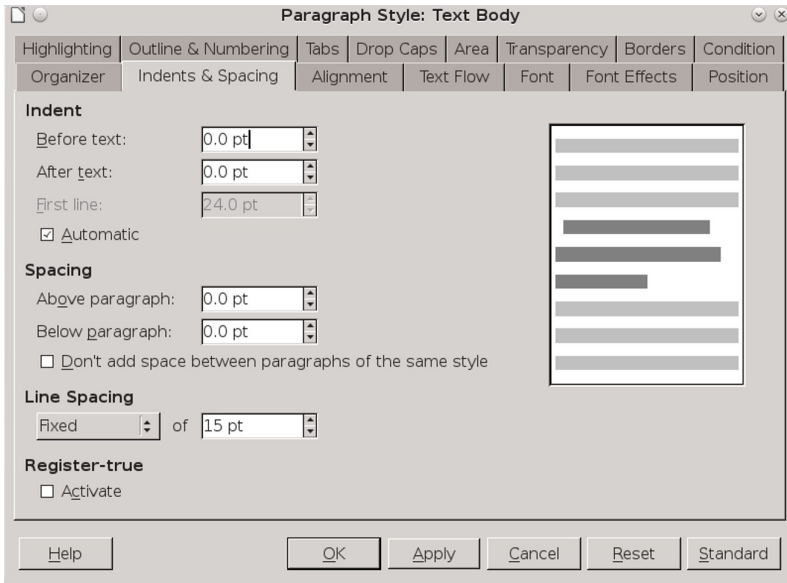 Paragraph Style: Text Body
Highlighting Outline & Numbering Tabs Drop Caps Area Transparency Borders Condition
Organizer Indents & Spacing Alignment Text Flow Font Font Effects Position
Indent
Before text: 0.0 pt
After text: 0.0 pt
First line: 24.0 pt
Automatic
Spacing
Above paragraph: 0.0 pt
Below paragraph: 0.0 pt
Don't add space between paragraphs of the same style
Line Spacing
Fixed of 15 pt
Register-true
Activate
Help OK Apply Cancel Reset Standard